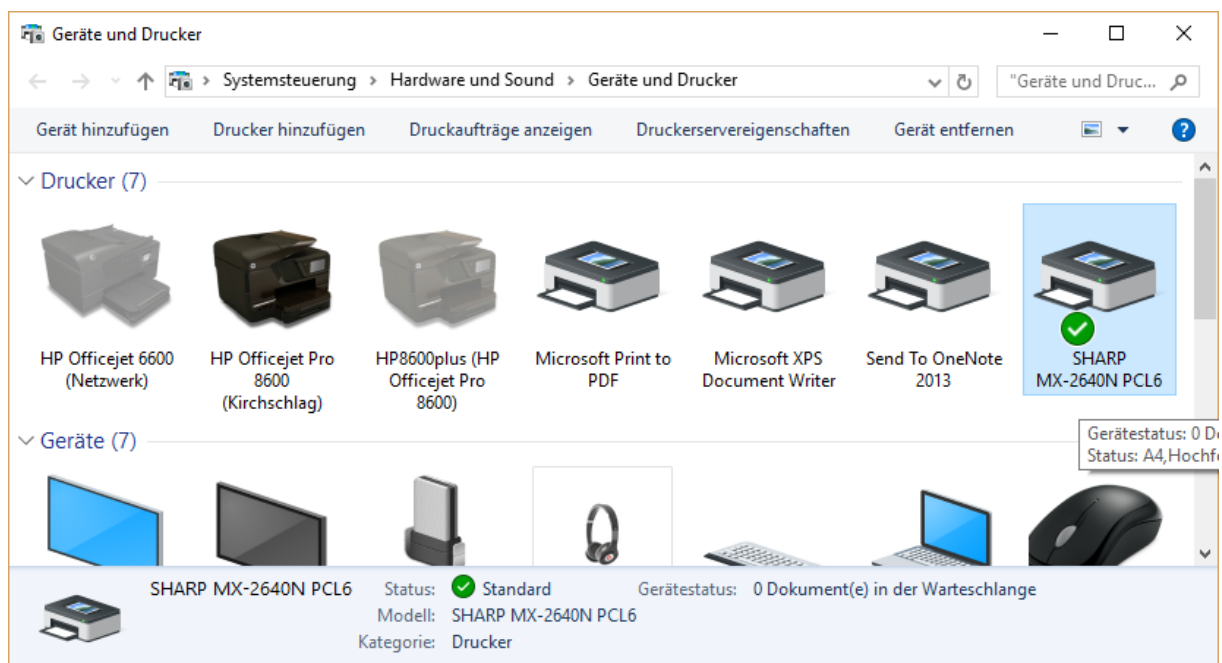 Geräte und Drucker
Systemsteuerung > Hardware und Sound > Geräte und Drucker
"Geräte und Druc...
Gerät hinzufügen Drucker hinzufügen Druckaufträge anzeigen Druckerservereigenschaften Gerät entfernen
Drucker (7)
HP Officejet 6600
(Netzwerk)
HP Officejet Pro
8600
(Kirchschlag)
HP8600plus (HP
Officejet Pro
8600)
Microsoft Print to
PDF
Microsoft XPS
Document Writer
Send To OneNote
2013
SHARP
MX-2640N PCL6
Geräte (7)
Gerätestatus: 0 D
Status: A4,Hochf
SHARP MX-2640N PCL6 Status: Standard Gerätestatus: 0 Dokument(e) in der Warteschlange
Modell: SHARP MX-2640N PCL6
Kategorie: Drucker